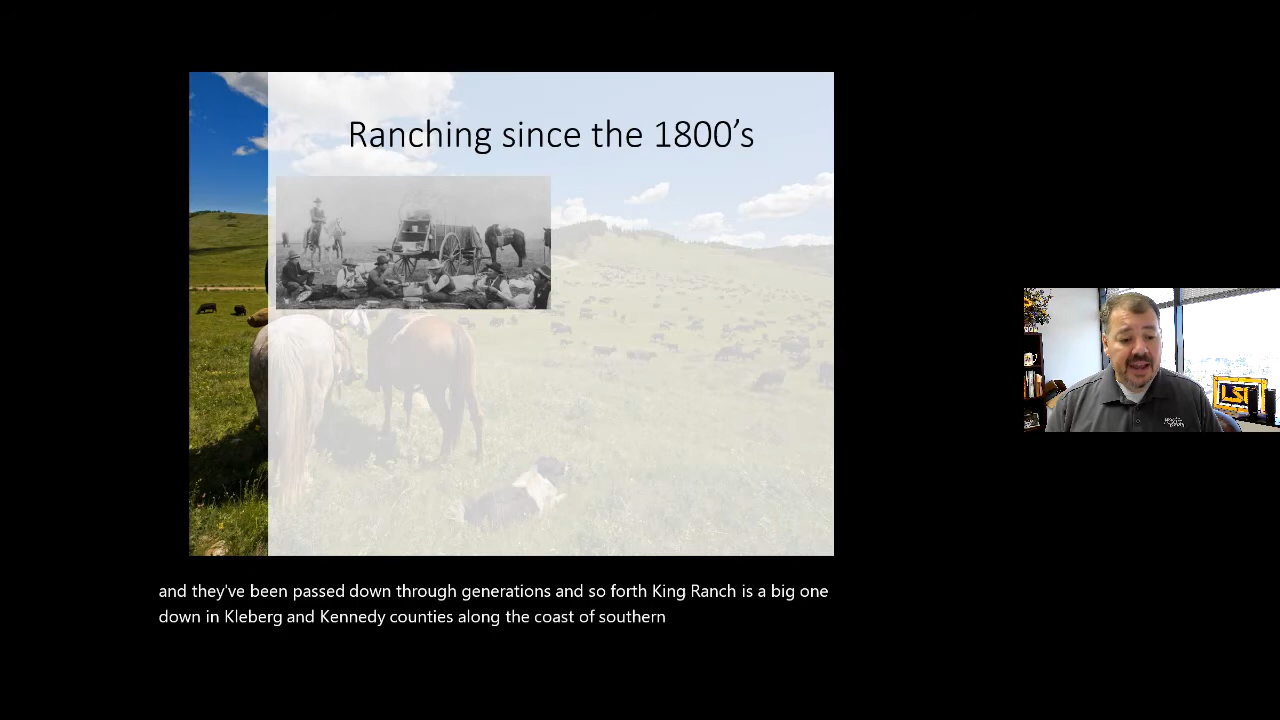 Ranching since the 1800’s
LSU
and they've been passed down through generations and so forth King Ranch is a big one
down in Kleberg and Kennedy counties along the coast of southern